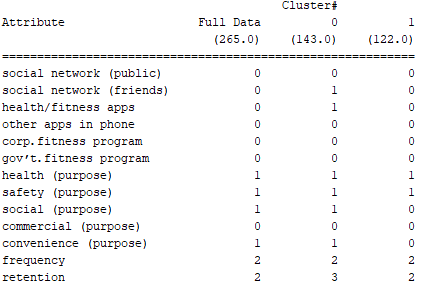 Cluster#
Attribute Full Data 0 1
(265.0) (143.0) (122.0)
================================================================
social network (public) 0 0 0
social network (friends) 0 1 0
health/fitness apps 0 1 0
other apps in phone 0 0 0
corp.fitness program 0 0 0
gov't.fitness program 0 0 0
health (purpose) 1 1 1
safety (purpose) 1 1 1
social (purpose) 1 1 0
commercial (purpose) 0 0 0
convenience (purpose) 1 1 0
frequency 2 2 2
retention 2 3 2